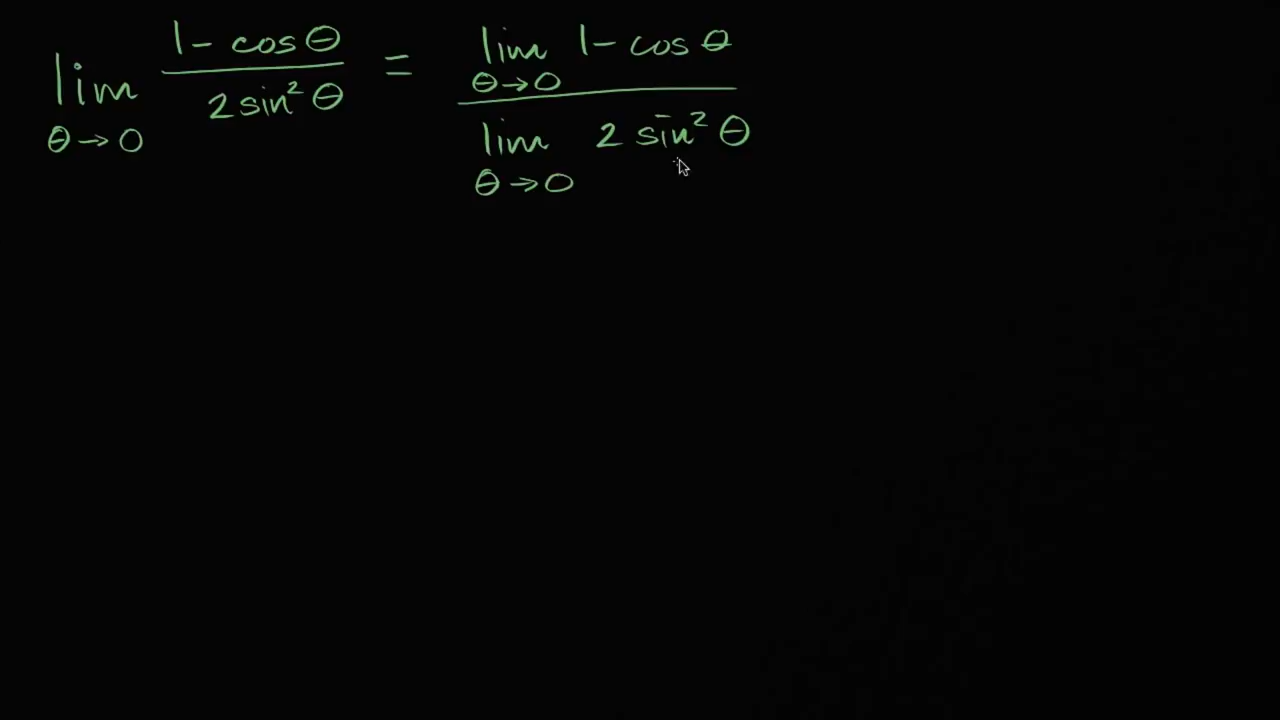 lim θ→0 (1 - cos θ)/(2 sin² θ) = (lim θ→0 1 - cos θ)/(lim θ→0 2 sin² θ)